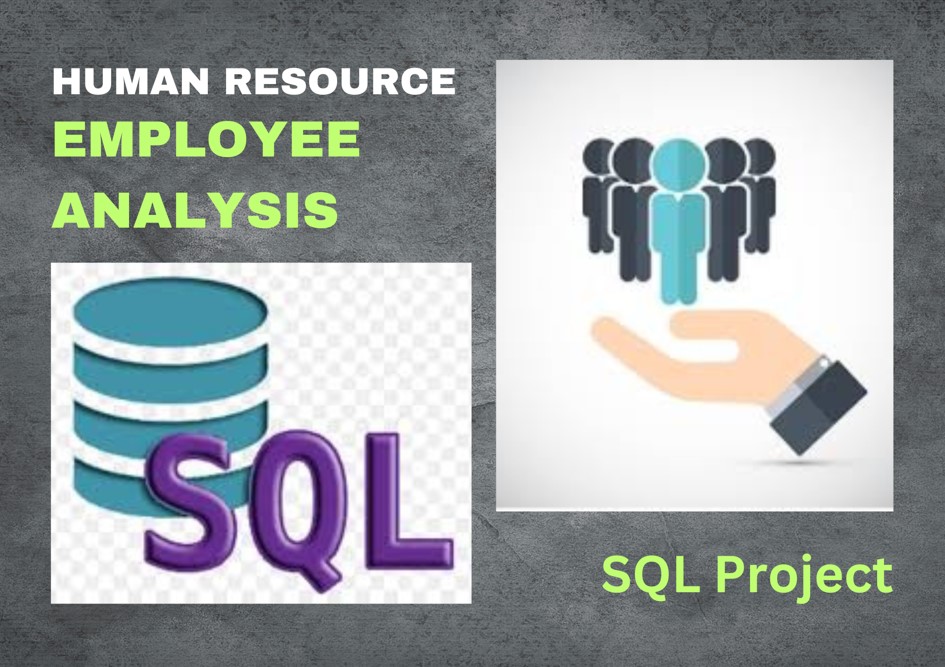 HUMAN RESOURCE
EMPLOYEE
ANALYSIS
SQL
SQL Project